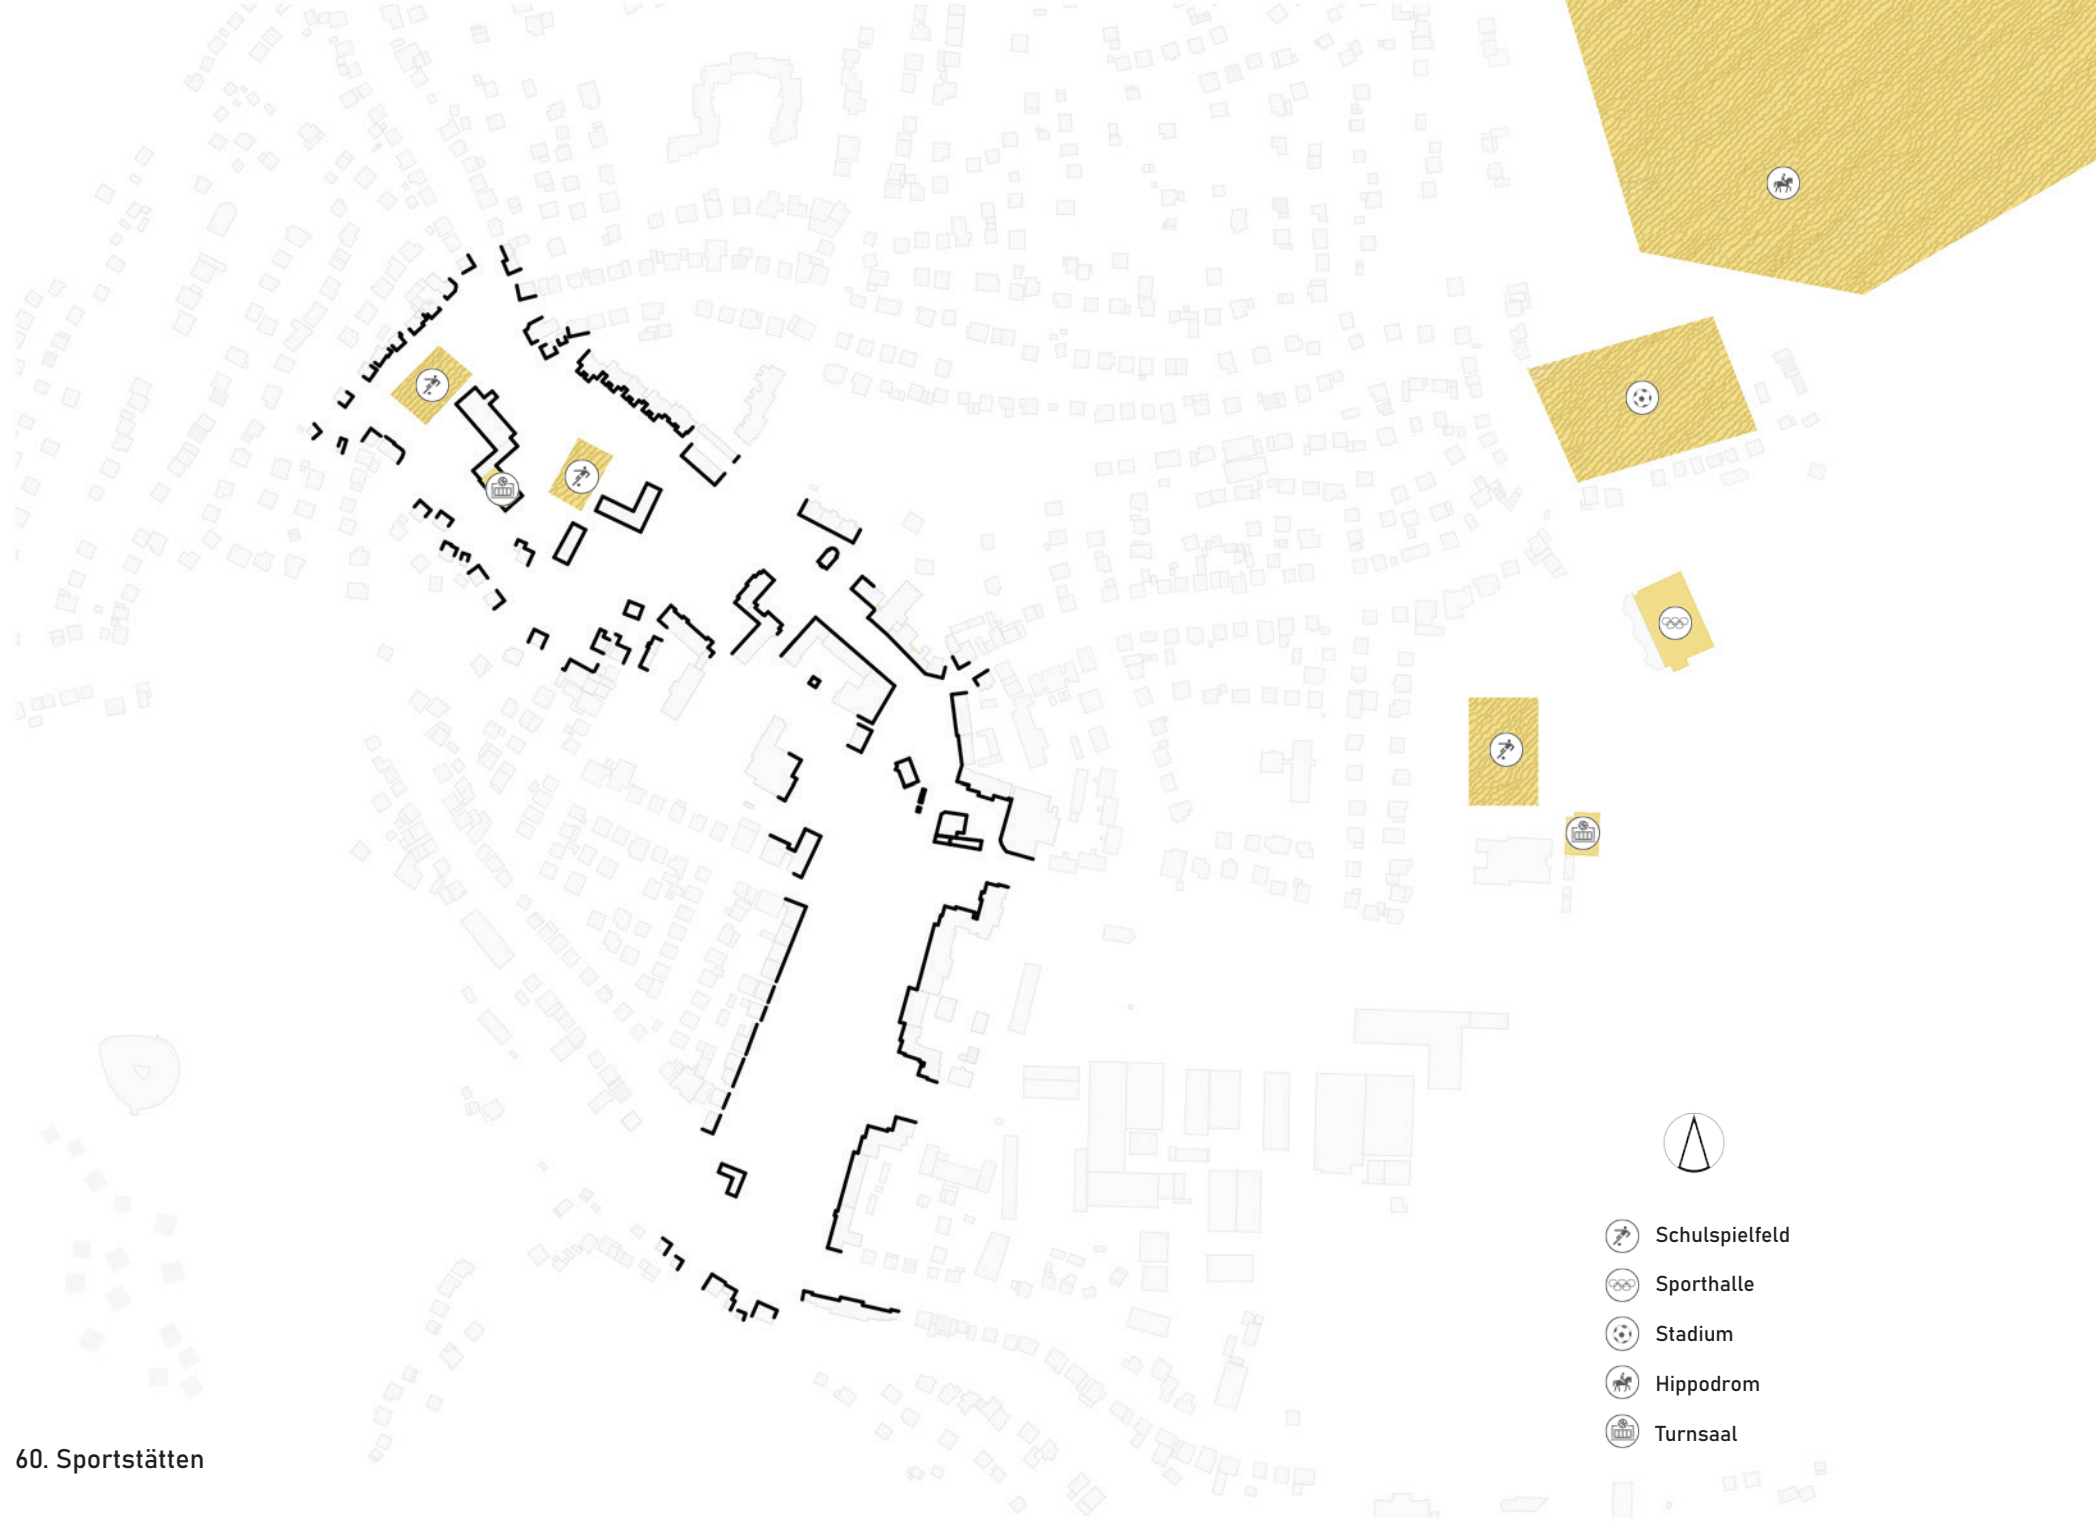 Schulspielfeld
Sporthalle
Stadium
Hippodrom
Turnsaal
60. Sportstätten